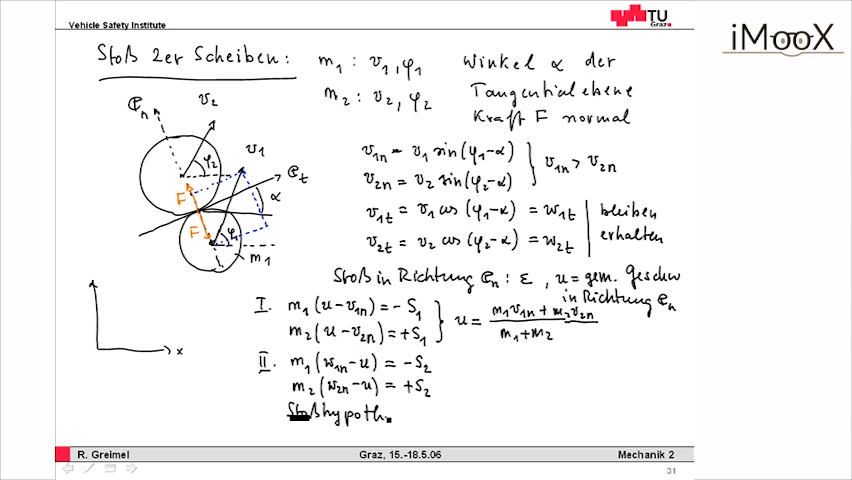 Vehicle Safety Institute
TU
Graz
iMooX
Stoß 2er Scheiben:
m₁ : v₁, φ₁
Winkel α der
m₂ : v₂, φ₂
Tangentialebene
Kraft F normal
e_n
v₂
v₁
φ₂
e_t
F
α
F
φ₁
m₁
v₁n = v₁ sin(φ₁-α)
v₂n = v₂ sin(φ₂-α)
v₁n > v₂n
v₁t = v₁ cos(φ₁-α) = w₁t
v₂t = v₂ cos(φ₂-α) = w₂t
bleiben
erhalten
Stoß in Richtung e_n : ε , u = gem. Geschw
in Richtung e_n
I. m₁(u-v₁n) = -S₁
m₂(u-v₂n) = +S₁
u = (m₁v₁n + m₂v₂n)/(m₁+m₂)
II. m₁(w₁n-u) = -S₂
m₂(w₂n-u) = +S₂
Stoßhypoth.
x
R. Greimel
Graz, 15.-18.5.06
Mechanik 2
31